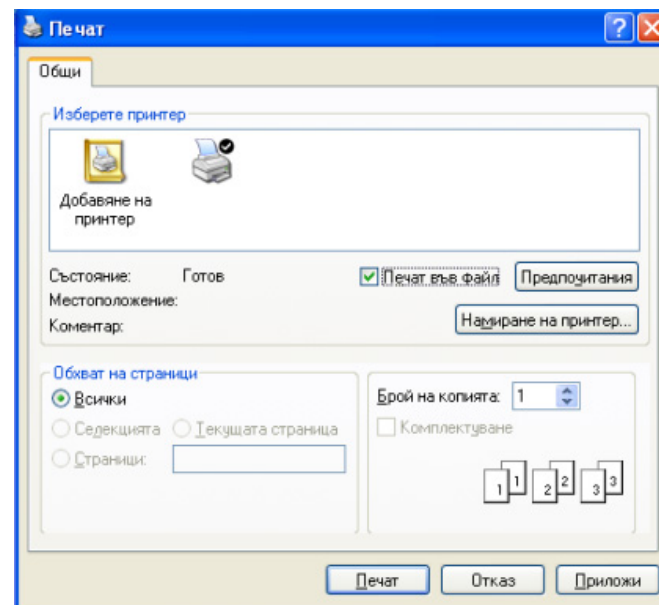 Печат
Общи
Изберете принтер
Добавяне на
принтер
Състояние: Готов
Печат във файл
Предпочитания
Местоположение:
Коментар:
Намиране на принтер...
Обхват на страници
Всички
Селекцията Текущата страница
Страници:
Брой на копията: 1
Комплектуване
1 1 2 2 3 3
Печат Отказ Приложи